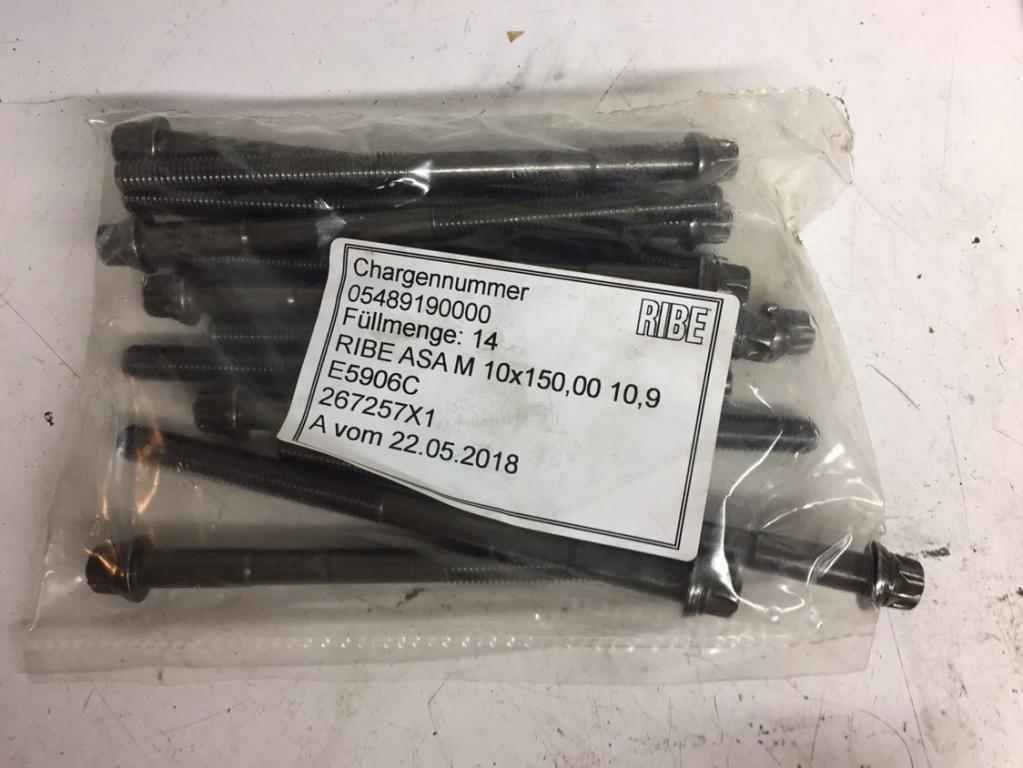 Chargennummer
05489190000
RIBE
Füllmenge: 14
RIBE ASA M 10x150,00 10,9
E5906C
267257X1
A vom 22.05.2018